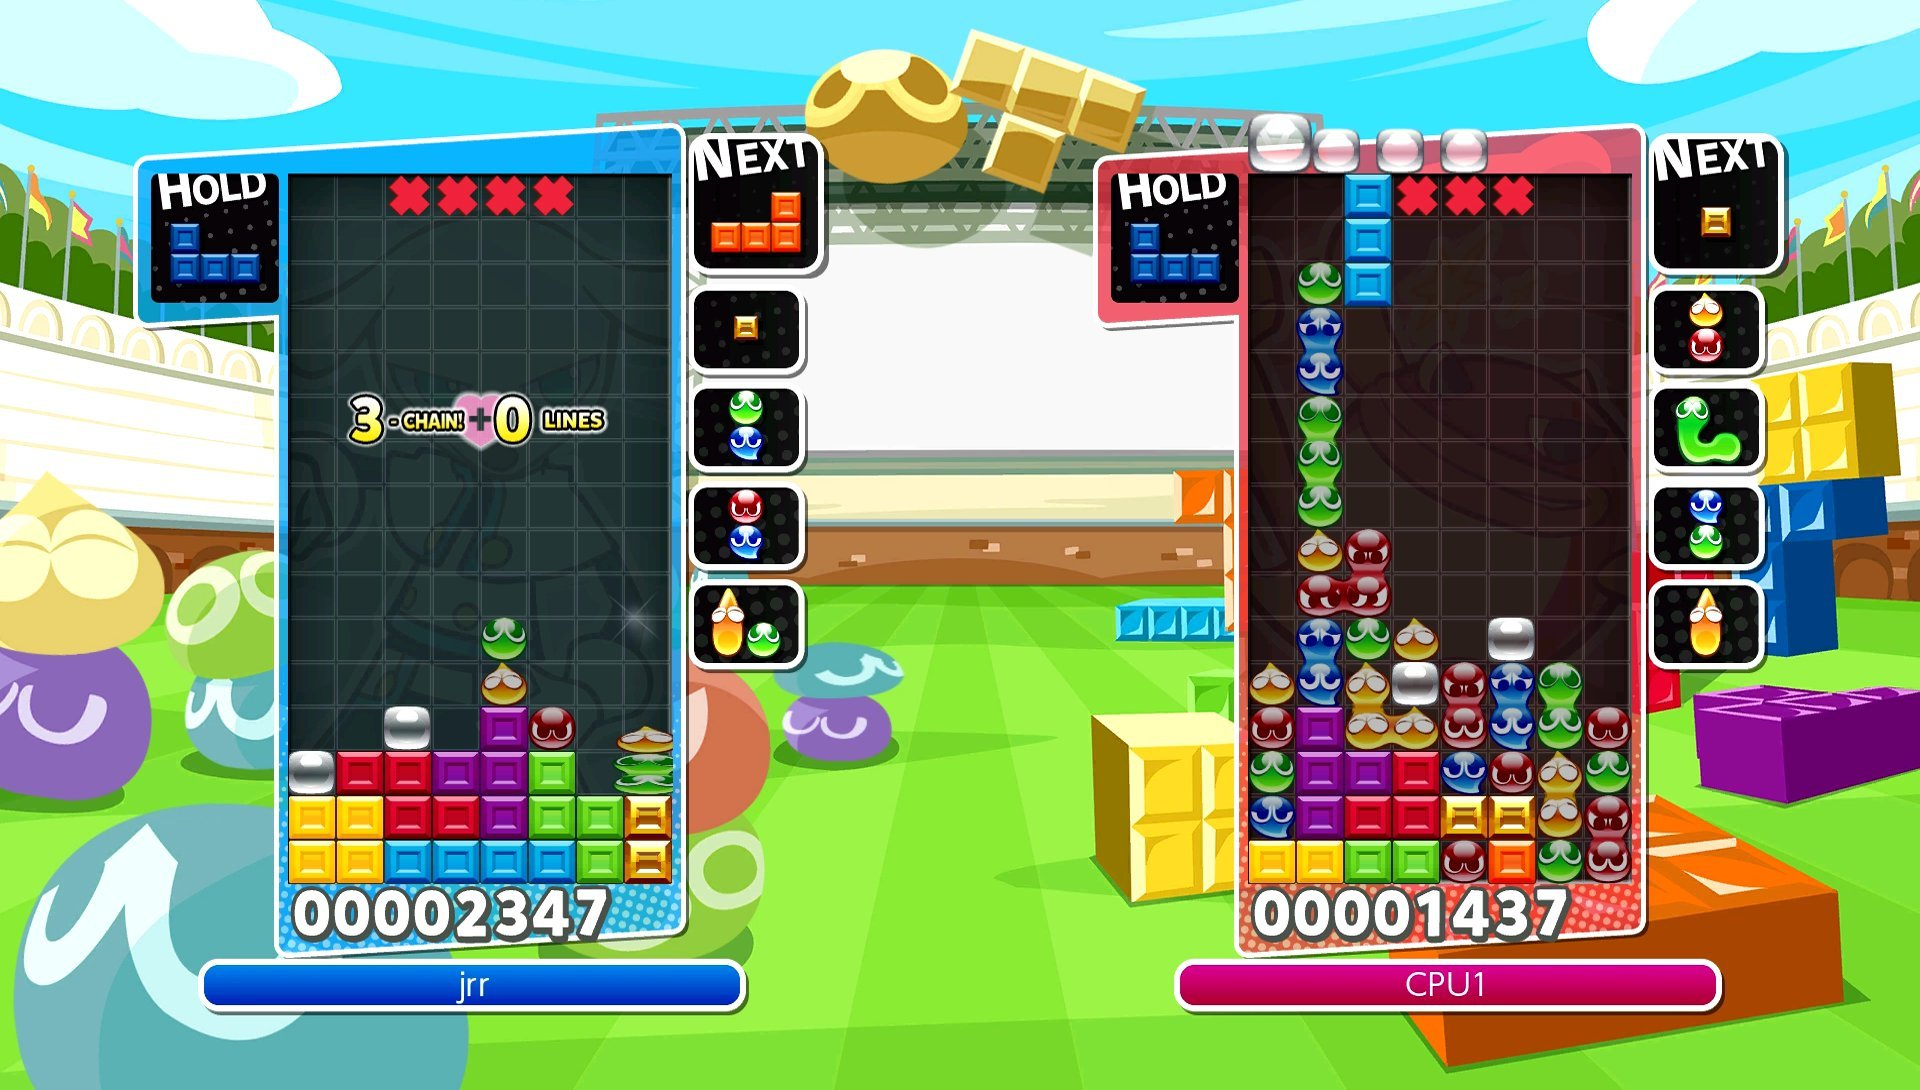 HOLD
NEXT
HOLD
NEXT
3-CHAIN!+0 LINES
00002347
00001437
jrr
CPU1